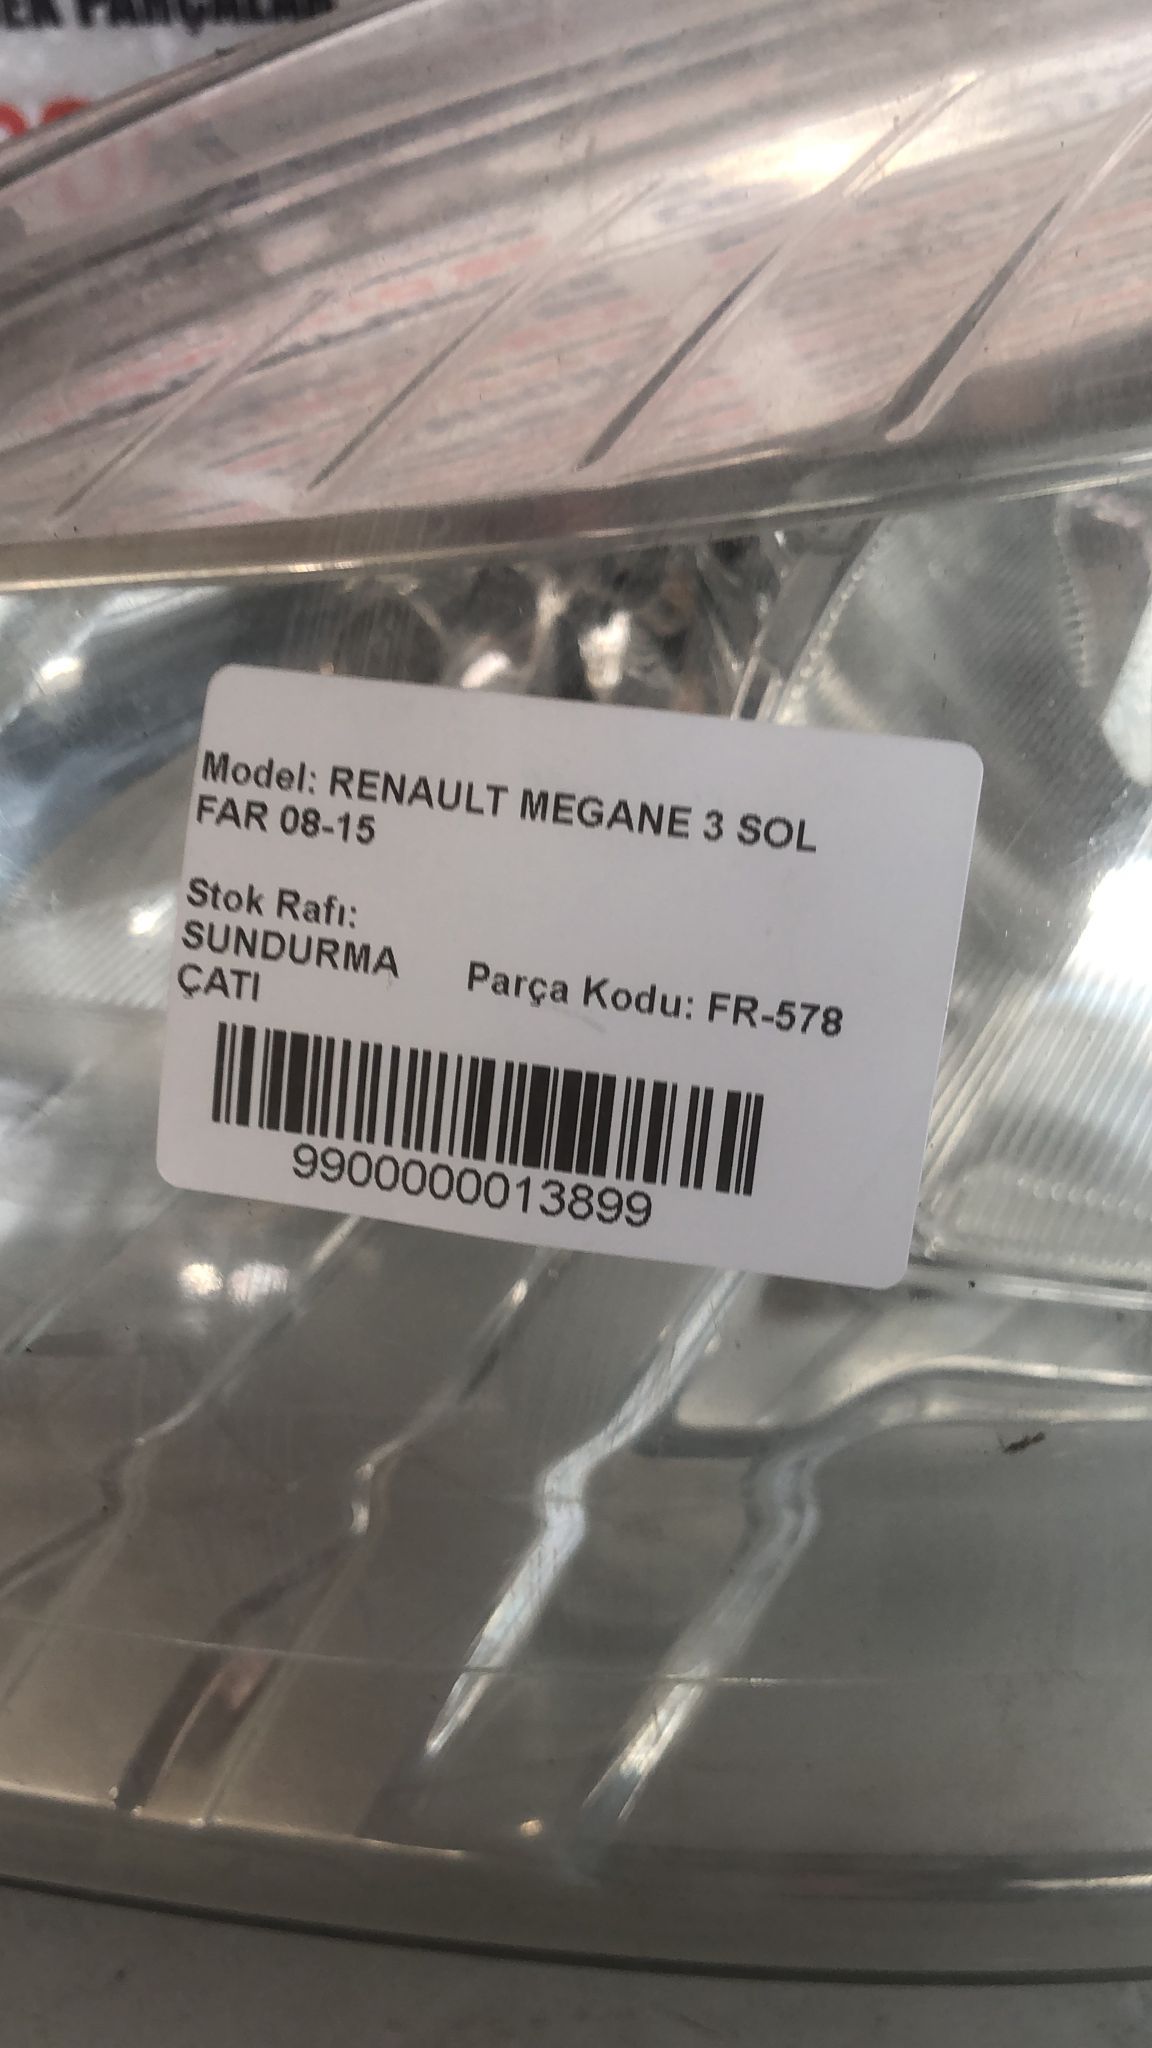 Model: RENAULT MEGANE 3 SOL
FAR 08-15
Stok Rafı:
SUNDURMA
ÇATI
Parça Kodu: FR-578
9900000013899